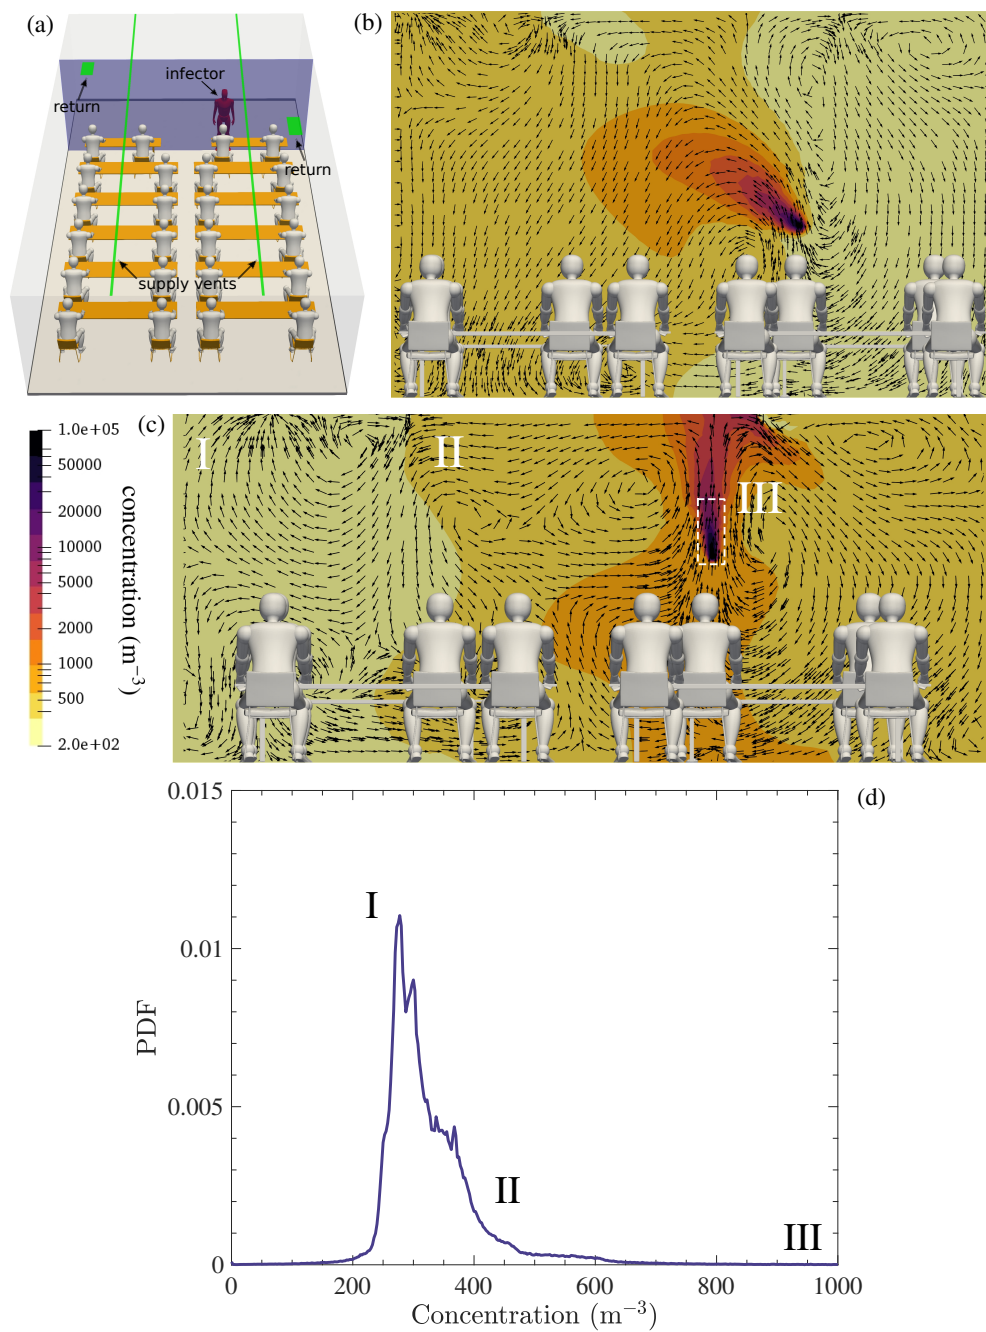 (a)
infector
return
return
supply vents
(b)
(c)
I
II
III
1.0e+05
50000
20000
10000
5000
2000
1000
500
2.0e+02
concentration (m⁻³)
(d)
0.015
0.01
0.005
0
PDF
I
II
III
0
200
400
600
800
1000
Concentration (m⁻³)